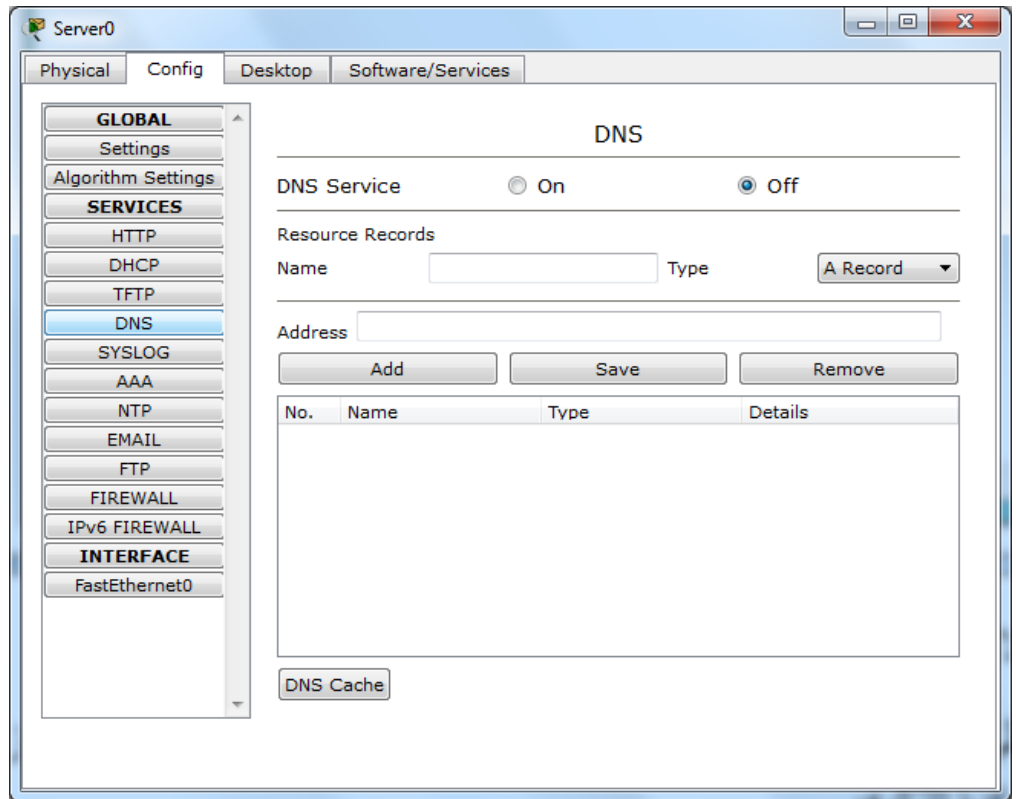 Server0
Physical Config Desktop Software/Services
GLOBAL
Settings
Algorithm Settings
SERVICES
HTTP
DHCP
TFTP
DNS
SYSLOG
AAA
NTP
EMAIL
FTP
FIREWALL
IPv6 FIREWALL
INTERFACE
FastEthernet0
DNS
DNS Service On Off
Resource Records
Name Type A Record
Address
Add Save Remove
No. Name Type Details
DNS Cache